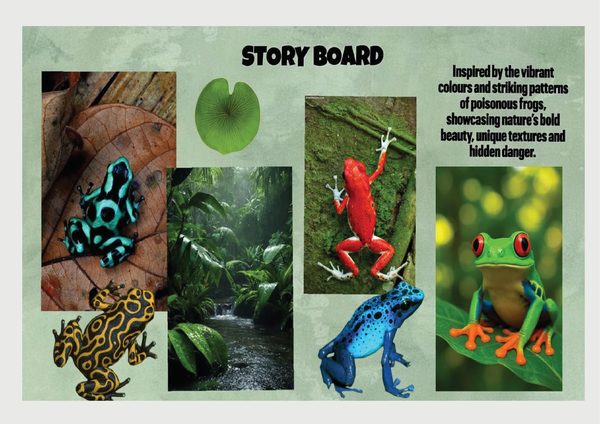 STORY BOARD
Inspired by the vibrant
colours and striking patterns
of poisonous frogs,
showcasing nature's bold
beauty, unique textures and
hidden danger.